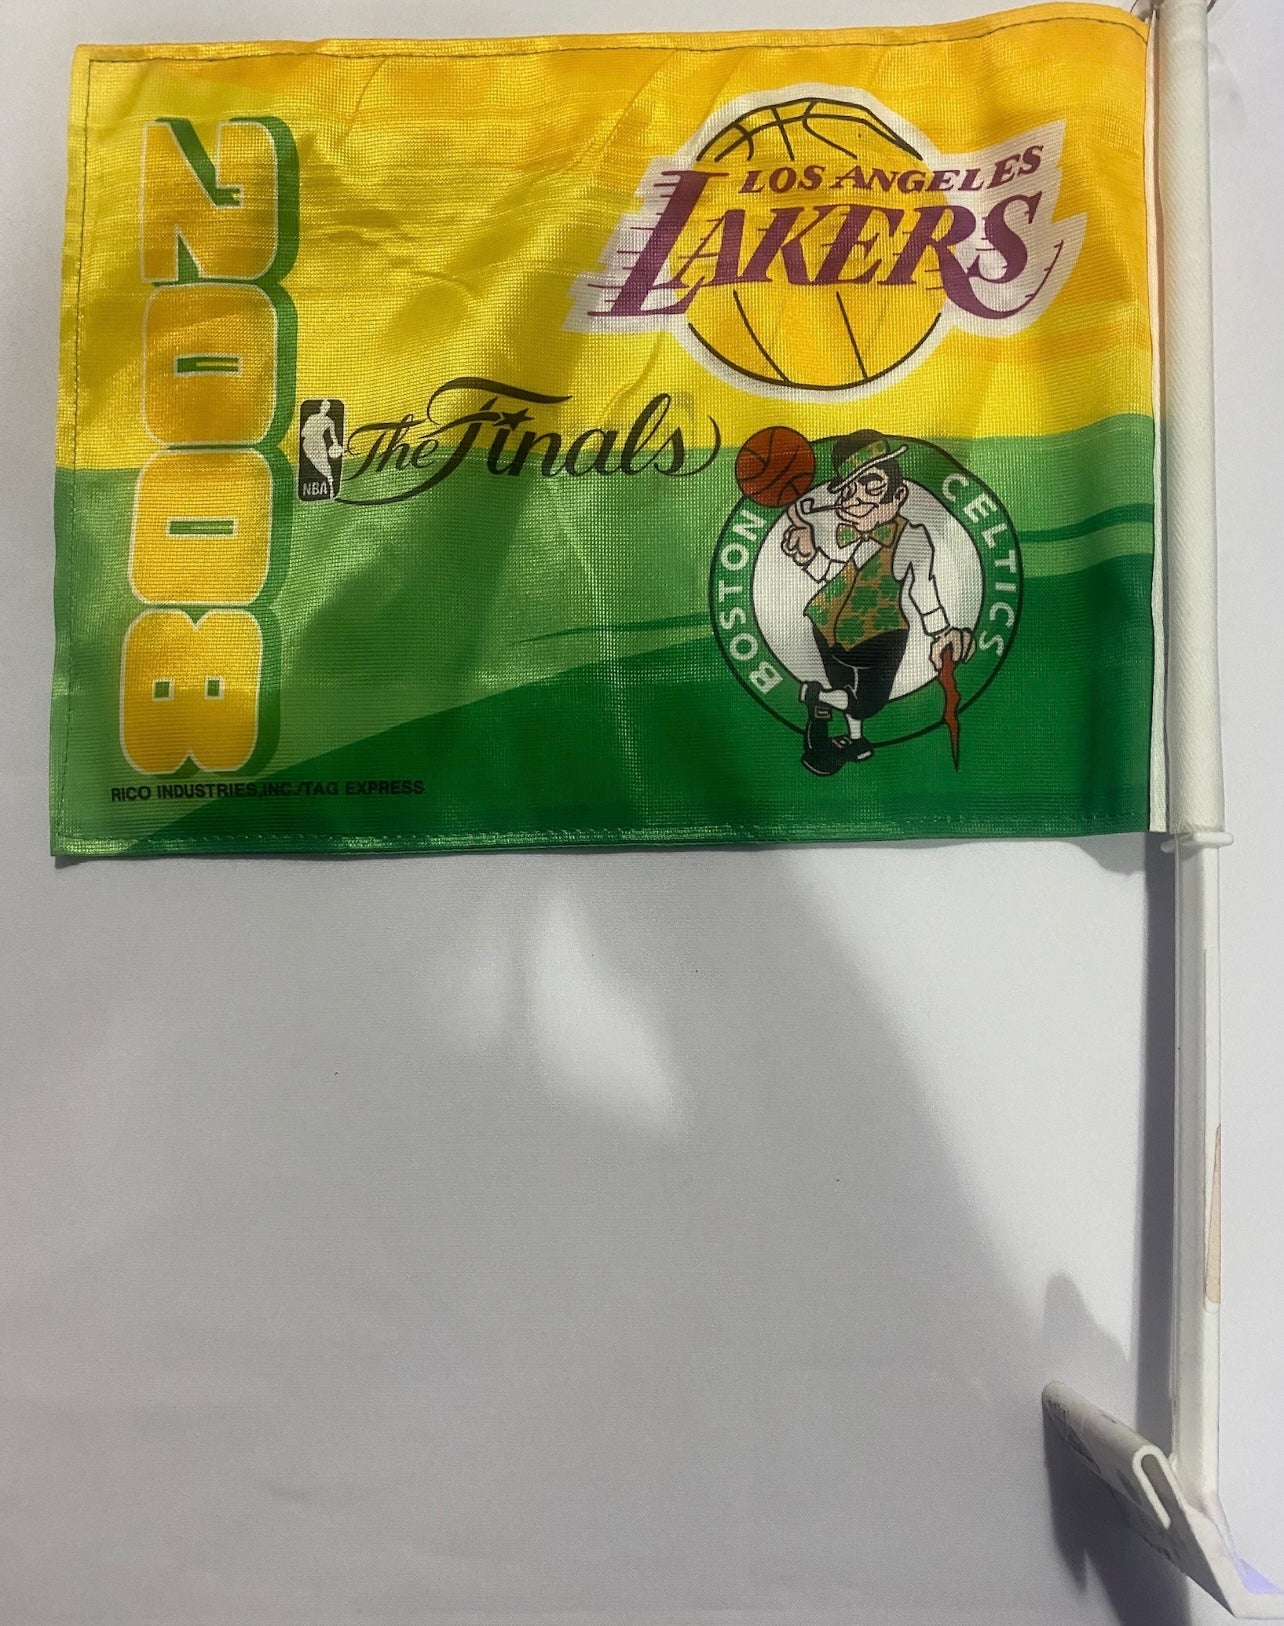 2008
LOS ANGELES
LAKERS
The Finals
NBA
BOSTON CELTICS
RICO INDUSTRIES,INC./TAG EXPRESS